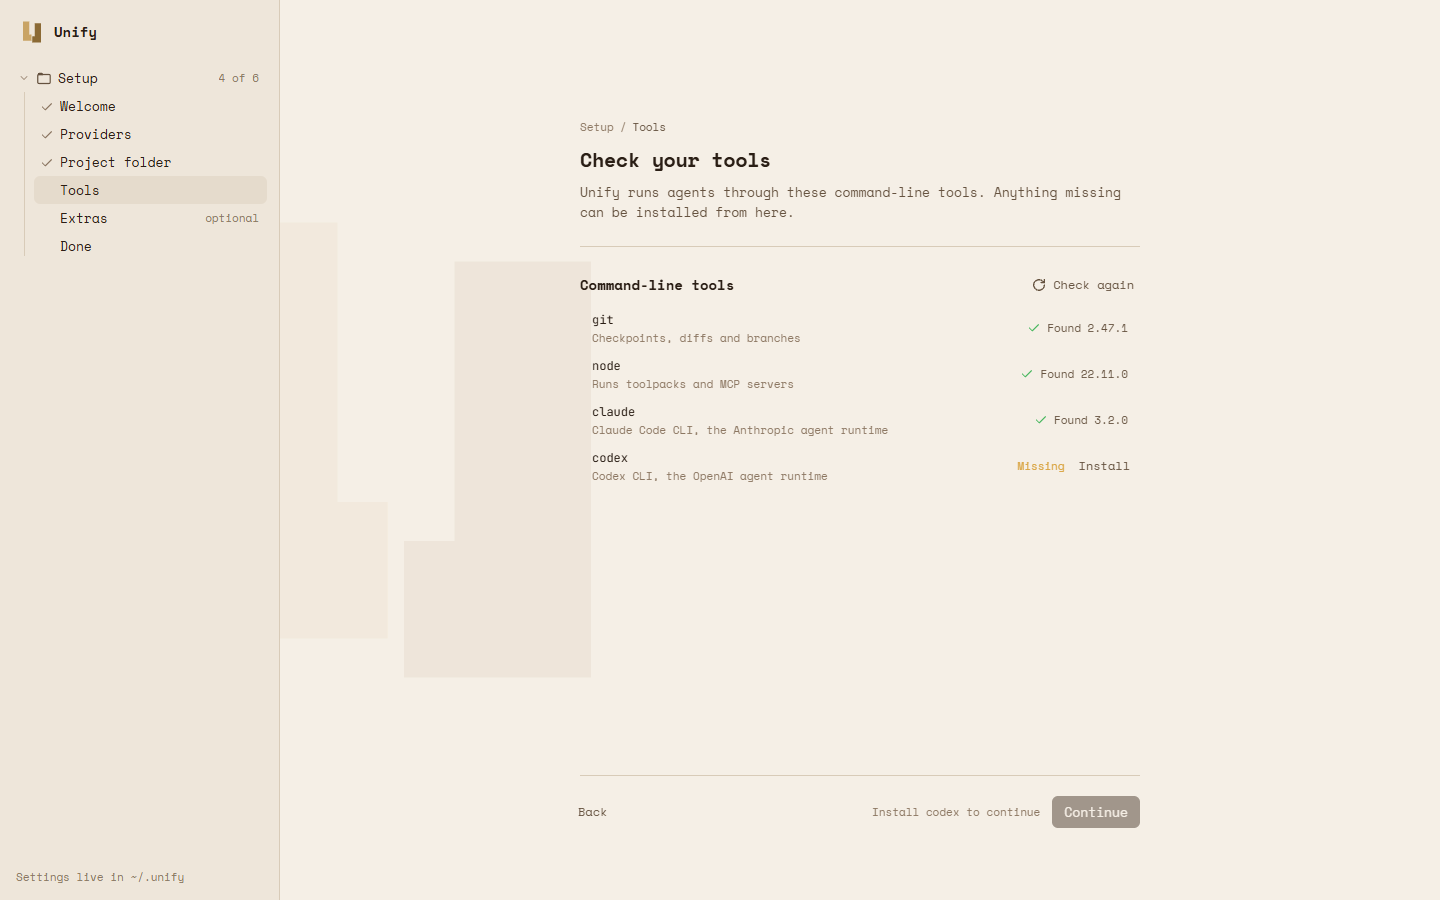 Unify
Setup 4 of 6
Welcome
Providers
Project folder
Tools
Extras optional
Done
Settings live in ~/.unify
Setup / Tools
Check your tools
Unify runs agents through these command-line tools. Anything missing
can be installed from here.
Command-line tools Check again
git
Checkpoints, diffs and branches
Found 2.47.1
node
Runs toolpacks and MCP servers
Found 22.11.0
claude
Claude Code CLI, the Anthropic agent runtime
Found 3.2.0
codex
Codex CLI, the OpenAI agent runtime
Missing Install
Back Install codex to continue Continue